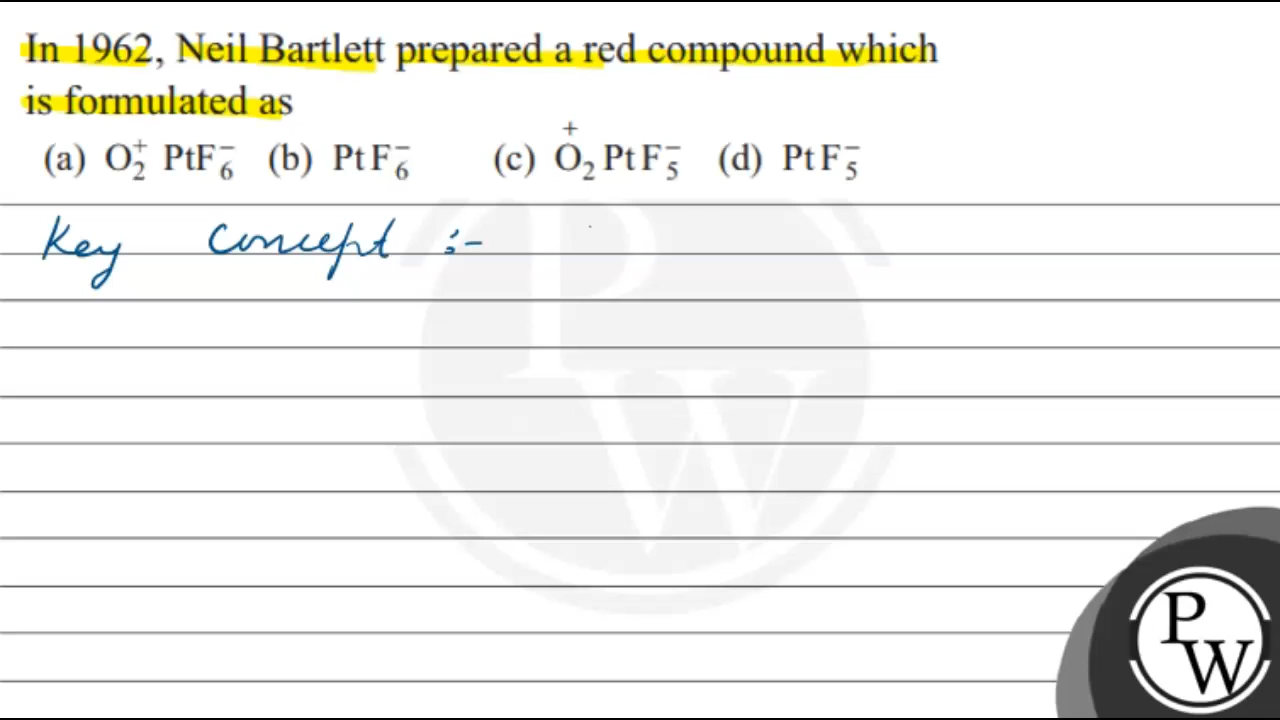 In 1962, Neil Bartlett prepared a red compound which
is formulated as
(a) O₂⁺ PtF₆⁻ (b) PtF₆⁻ (c) O₂⁺PtF₅⁻ (d) PtF₅⁻
Key concept :-
PW
PW